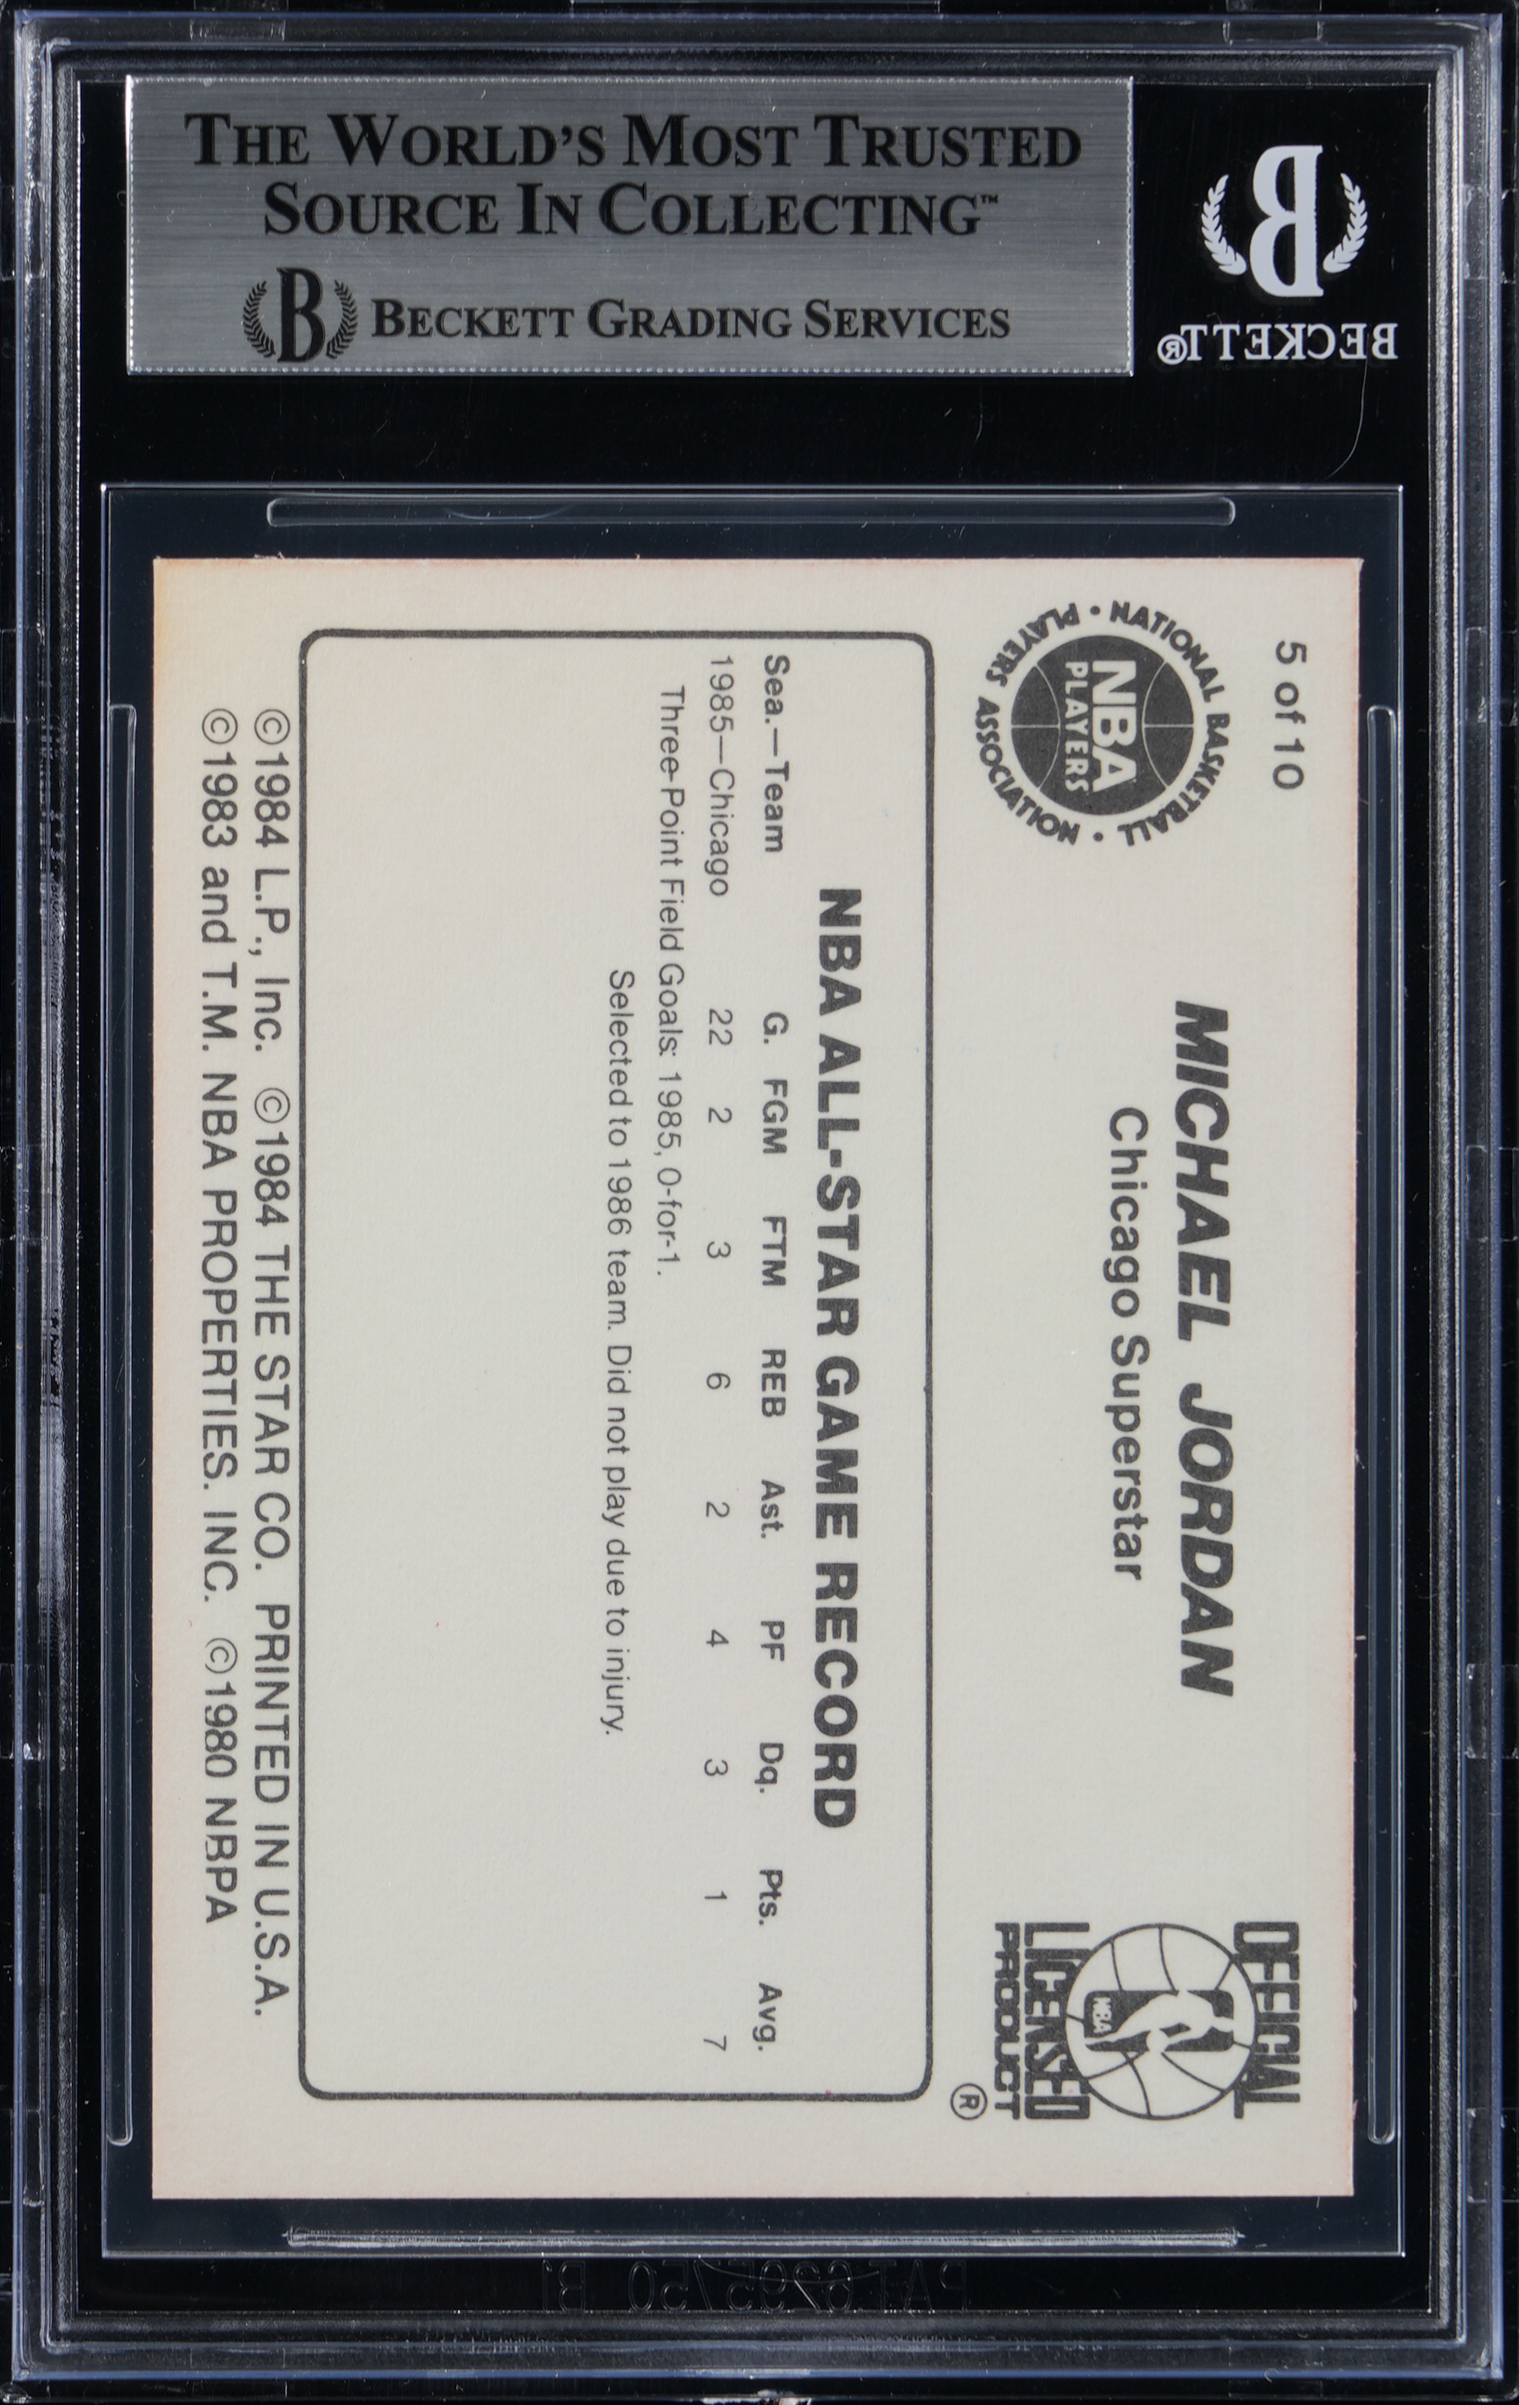 THE WORLD'S MOST TRUSTED
SOURCE IN COLLECTING™
B BECKETT GRADING SERVICES
B
BECKETT®
5 of 10
NATIONAL BASKETBALL PLAYERS ASSOCIATION
NBA
PLAYERS
MICHAEL JORDAN
Chicago Superstar
OFFICIAL
NBA
LICENSED
PRODUCT
®
NBA ALL-STAR GAME RECORD
Sea.—Team G. FGM FTM REB Ast. PF Dq. Pts. Avg.
1985—Chicago 22 2 3 6 2 4 3 1 7
Three-Point Field Goals: 1985, 0-for-1.
Selected to 1986 team. Did not play due to injury.
©1984 L.P., Inc. ©1984 THE STAR CO. PRINTED IN U.S.A.
©1983 and T.M. NBA PROPERTIES. INC. ©1980 NBPA